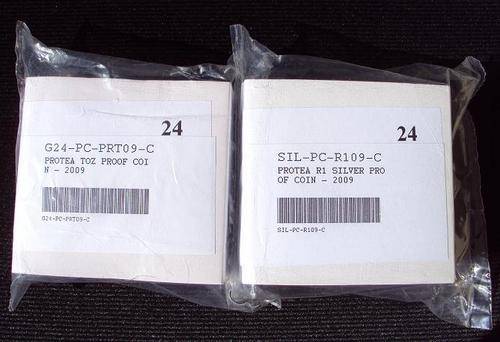 24
G24-PC-PRT09-C
PROTEA TOZ PROOF COI
N - 2009
G24-PC-PRT09-C
24
SIL-PC-R109-C
PROTEA R1 SILVER PRO
OF COIN - 2009
SIL-PC-R109-C